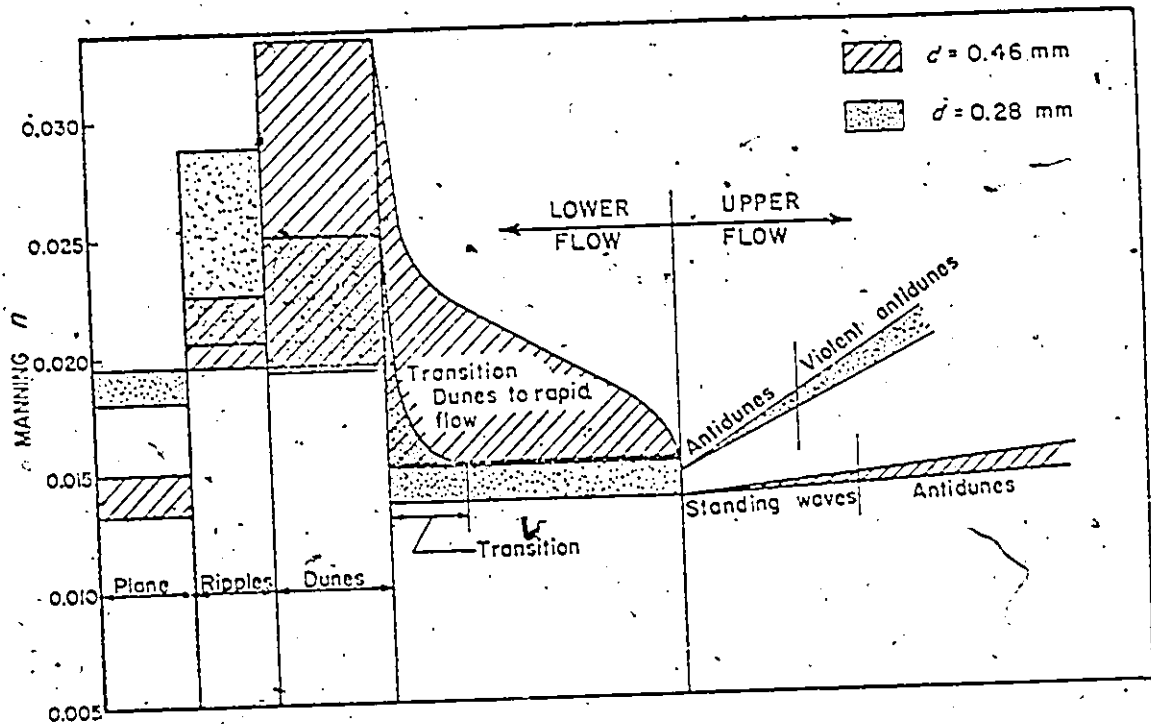 d = 0.46 mm
d = 0.28 mm
MANNING n
0.030
0.025
0.020
0.015
0.010
0.005
LOWER
FLOW
UPPER
FLOW
Transition
Dunes to rapid
flow
Antidunes
Violent antidunes
Standing waves
Antidunes
Transition
Plane
Ripples
Dunes